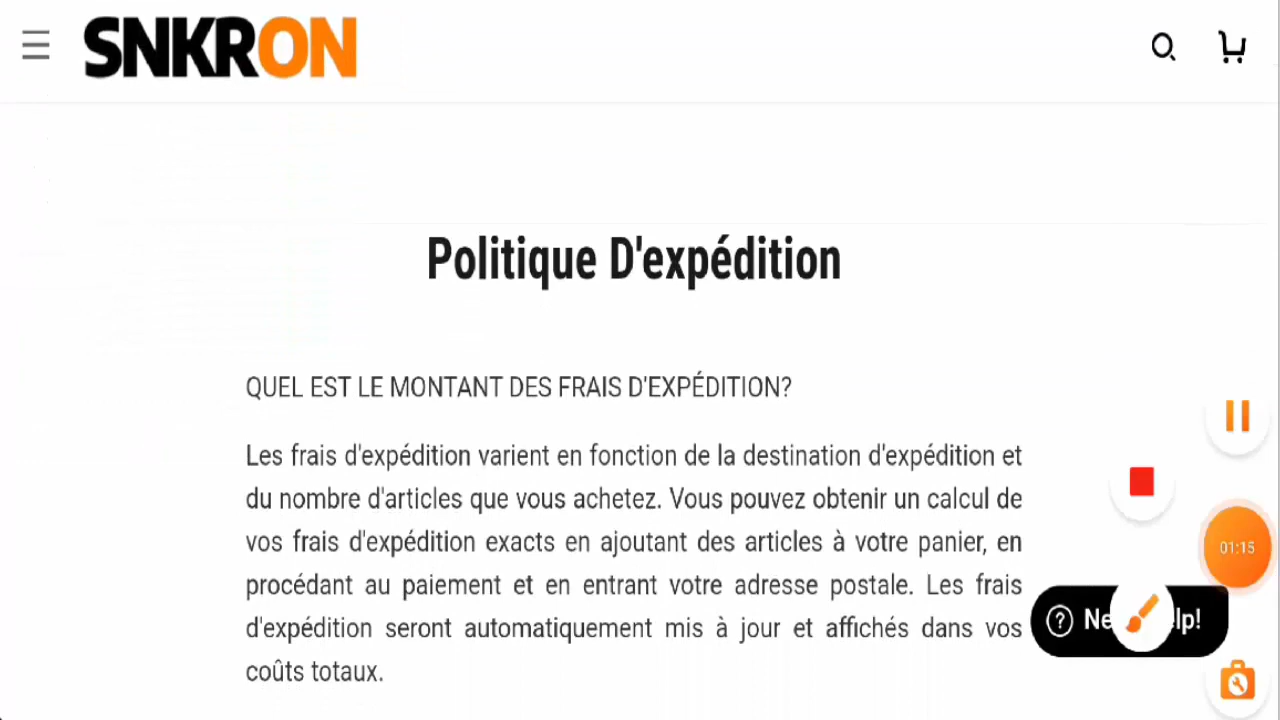 SNKRON
Politique D'expédition
QUEL EST LE MONTANT DES FRAIS D'EXPÉDITION?
Les frais d'expédition varient en fonction de la destination d'expédition et
du nombre d'articles que vous achetez. Vous pouvez obtenir un calcul de
vos frais d'expédition exacts en ajoutant des articles à votre panier, en
procédant au paiement et en entrant votre adresse postale. Les frais
d'expédition seront automatiquement mis à jour et affichés dans vos
coûts totaux.
01:15